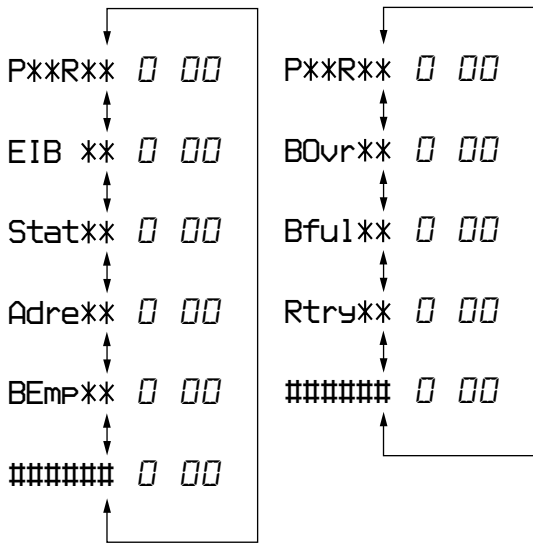 P**R** 0 00
EIB ** 0 00
Stat** 0 00
Adre** 0 00
BEmp** 0 00
###### 0 00
P**R** 0 00
BOvr** 0 00
Bful** 0 00
Rtry** 0 00
###### 0 00